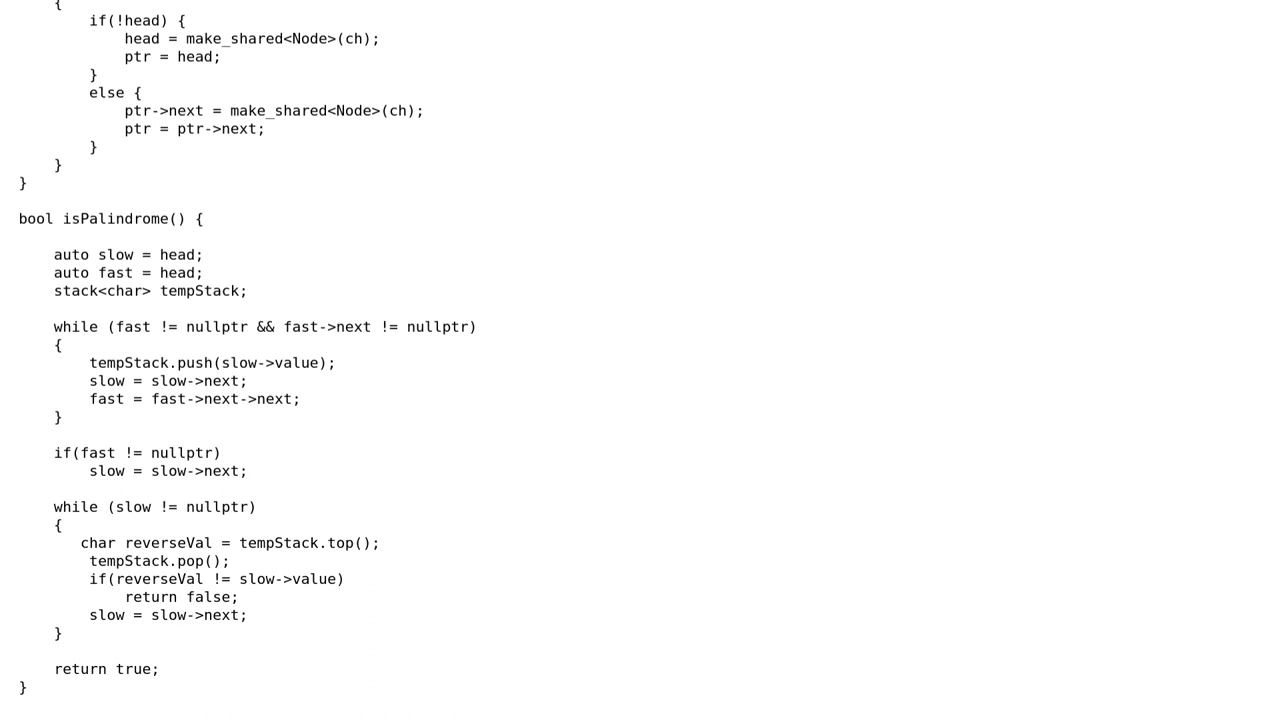 {
if(!head) {
head = make_shared<Node>(ch);
ptr = head;
}
else {
ptr->next = make_shared<Node>(ch);
ptr = ptr->next;
}
}
}
bool isPalindrome() {
auto slow = head;
auto fast = head;
stack<char> tempStack;
while (fast != nullptr && fast->next != nullptr)
{
tempStack.push(slow->value);
slow = slow->next;
fast = fast->next->next;
}
if(fast != nullptr)
slow = slow->next;
while (slow != nullptr)
{
char reverseVal = tempStack.top();
tempStack.pop();
if(reverseVal != slow->value)
return false;
slow = slow->next;
}
return true;
}